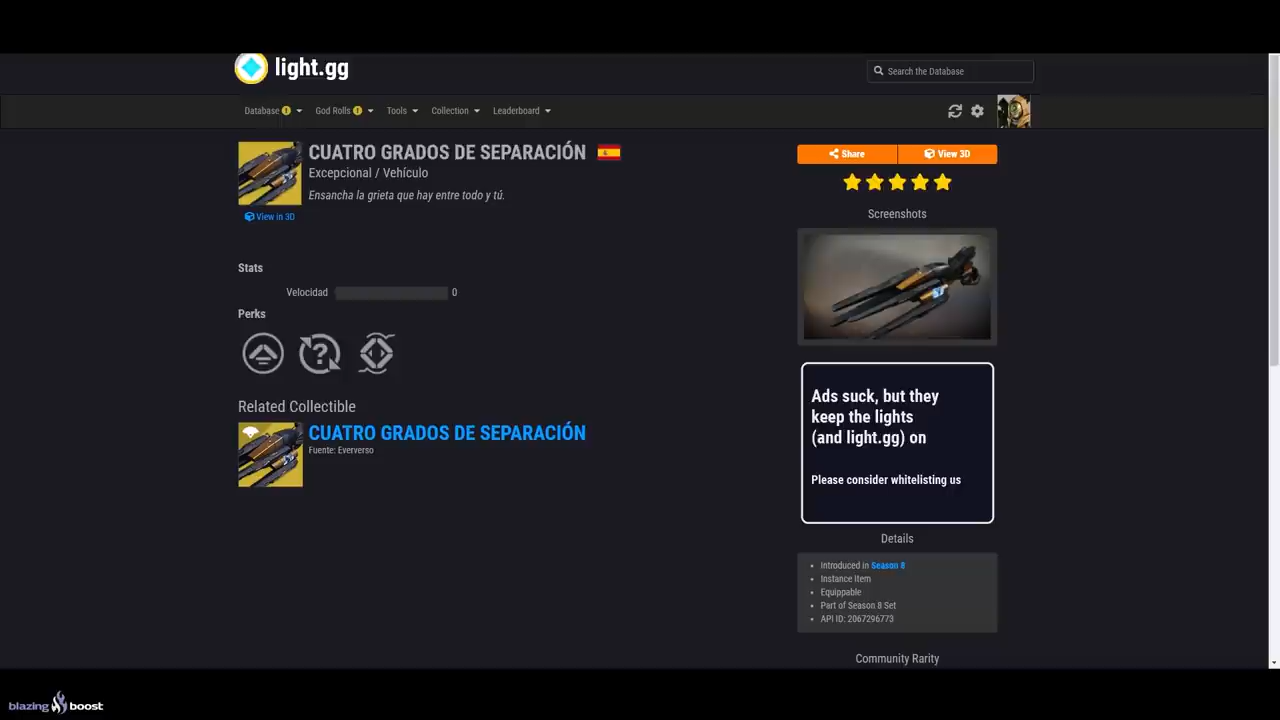 light.gg
Search the Database
Database
God Rolls
Tools
Collection
Leaderboard
CUATRO GRADOS DE SEPARACIÓN
Excepcional / Vehículo
Ensancha la grieta que hay entre todo y tú.
View in 3D
Share
View 3D
Screenshots
Stats
Velocidad 0
Perks
Related Collectible
CUATRO GRADOS DE SEPARACIÓN
Fuente: Eververso
Ads suck, but they
keep the lights
(and light.gg) on
Please consider whitelisting us
Details
Introduced in Season 8
Instance Item
Equippable
Part of Season 8 Set
API ID: 2067296773
Community Rarity
blazing boost